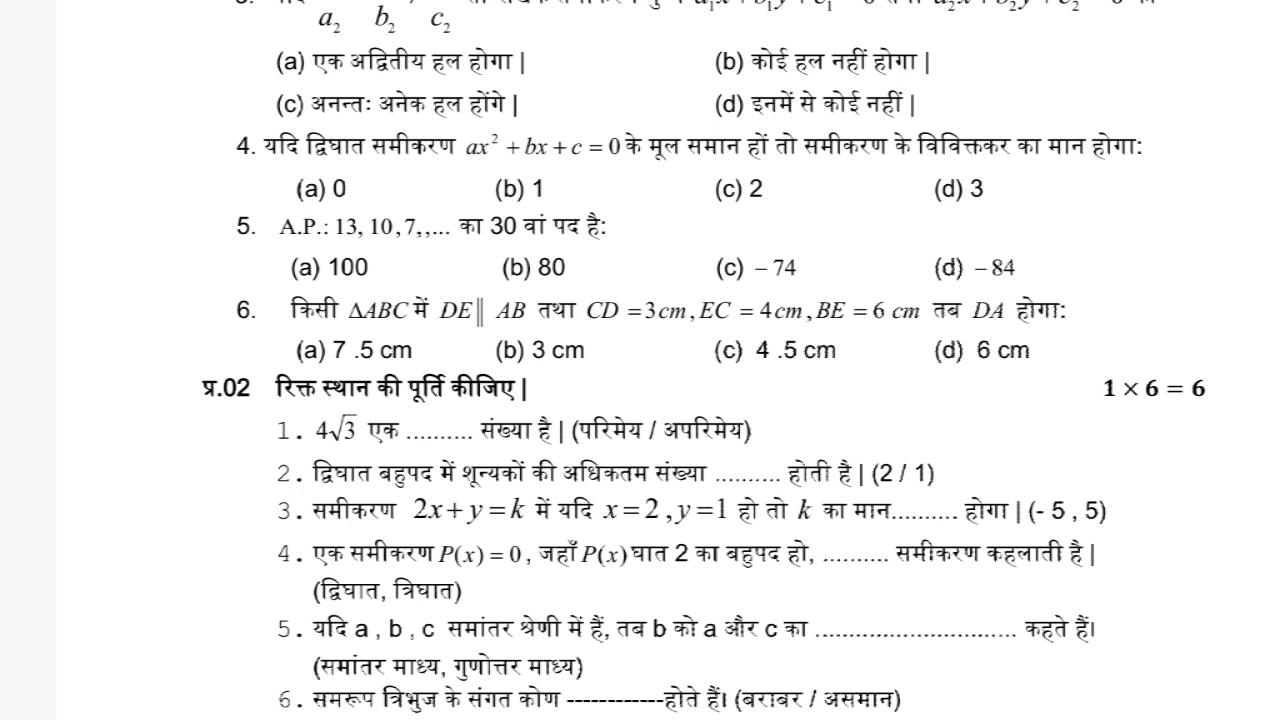 a₂ b₂ c₂
(a) एक अद्वितीय हल होगा | (b) कोई हल नहीं होगा |
(c) अनन्तः अनेक हल होंगे | (d) इनमें से कोई नहीं |
4. यदि द्विघात समीकरण ax² + bx + c = 0 के मूल समान हों तो समीकरण के विविक्तकर का मान होगा:
(a) 0 (b) 1 (c) 2 (d) 3
5. A.P.: 13, 10,7,,... का 30 वां पद है:
(a) 100 (b) 80 (c) – 74 (d) – 84
6. किसी ΔABC में DE || AB तथा CD = 3cm, EC = 4cm, BE = 6 cm तब DA होगा:
(a) 7 .5 cm (b) 3 cm (c) 4 .5 cm (d) 6 cm
प्र.02 रिक्त स्थान की पूर्ति कीजिए | 1 × 6 = 6
1. 4√3 एक .......... संख्या है | (परिमेय / अपरिमेय)
2. द्विघात बहुपद में शून्यकों की अधिकतम संख्या .......... होती है | (2 / 1)
3. समीकरण 2x + y = k में यदि x = 2 , y = 1 हो तो k का मान.......... होगा | (- 5 , 5)
4. एक समीकरण P(x) = 0 , जहाँ P(x) घात 2 का बहुपद हो, .......... समीकरण कहलाती है |
(द्विघात, त्रिघात)
5. यदि a , b , c समांतर श्रेणी में हैं, तब b को a और c का .............................. कहते हैं।
(समांतर माध्य, गुणोत्तर माध्य)
6. समरूप त्रिभुज के संगत कोण ------------होते हैं। (बराबर / असमान)